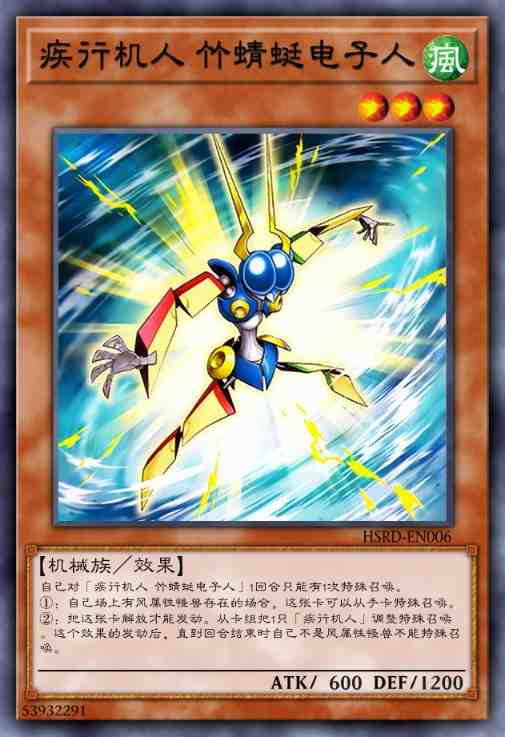 疾行机人 竹蜻蜓电子人 風
HSRD-EN006
【机械族／效果】
自己对「疾行机人 竹蜻蜓电子人」1回合只能有1次特殊召唤。
①：自己场上有风属性怪兽存在的场合，这张卡可以从手卡特殊召唤。
②：把这张卡解放才能发动。从卡组把1只「疾行机人」调整特殊召唤
。这个效果的发动后，直到回合结束时自己不是风属性怪兽不能特殊召
唤。
ATK/ 600 DEF/1200
53932291